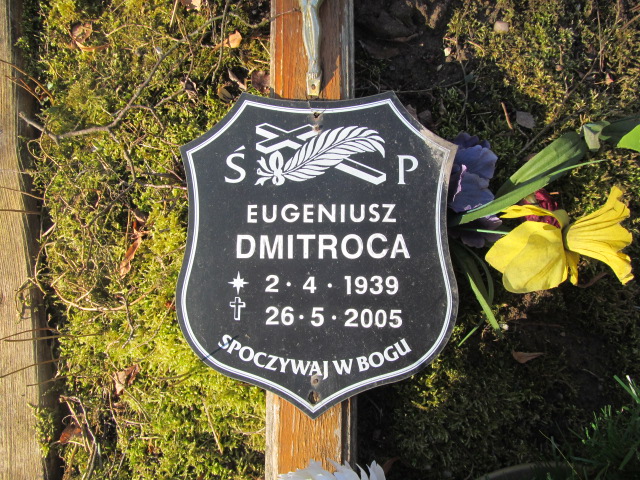 Ś P
EUGENIUSZ
DMITROCA
2·4·1939
26·5·2005
SPOCZYWAJ W BOGU